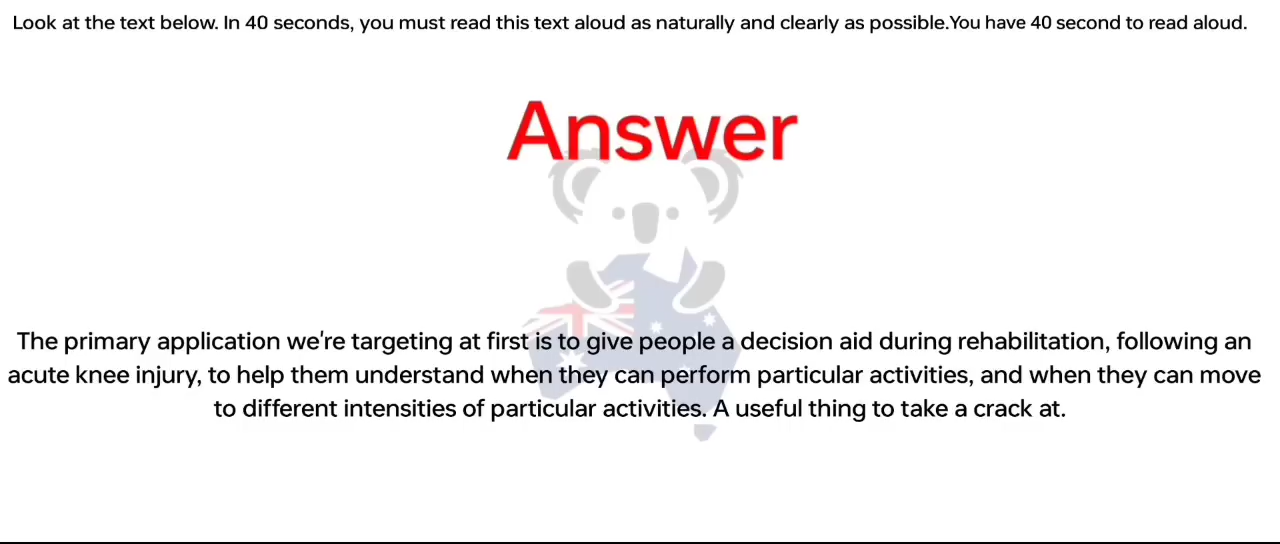 Look at the text below. In 40 seconds, you must read this text aloud as naturally and clearly as possible.You have 40 second to read aloud.
Answer
The primary application we're targeting at first is to give people a decision aid during rehabilitation, following an
acute knee injury, to help them understand when they can perform particular activities, and when they can move
to different intensities of particular activities. A useful thing to take a crack at.